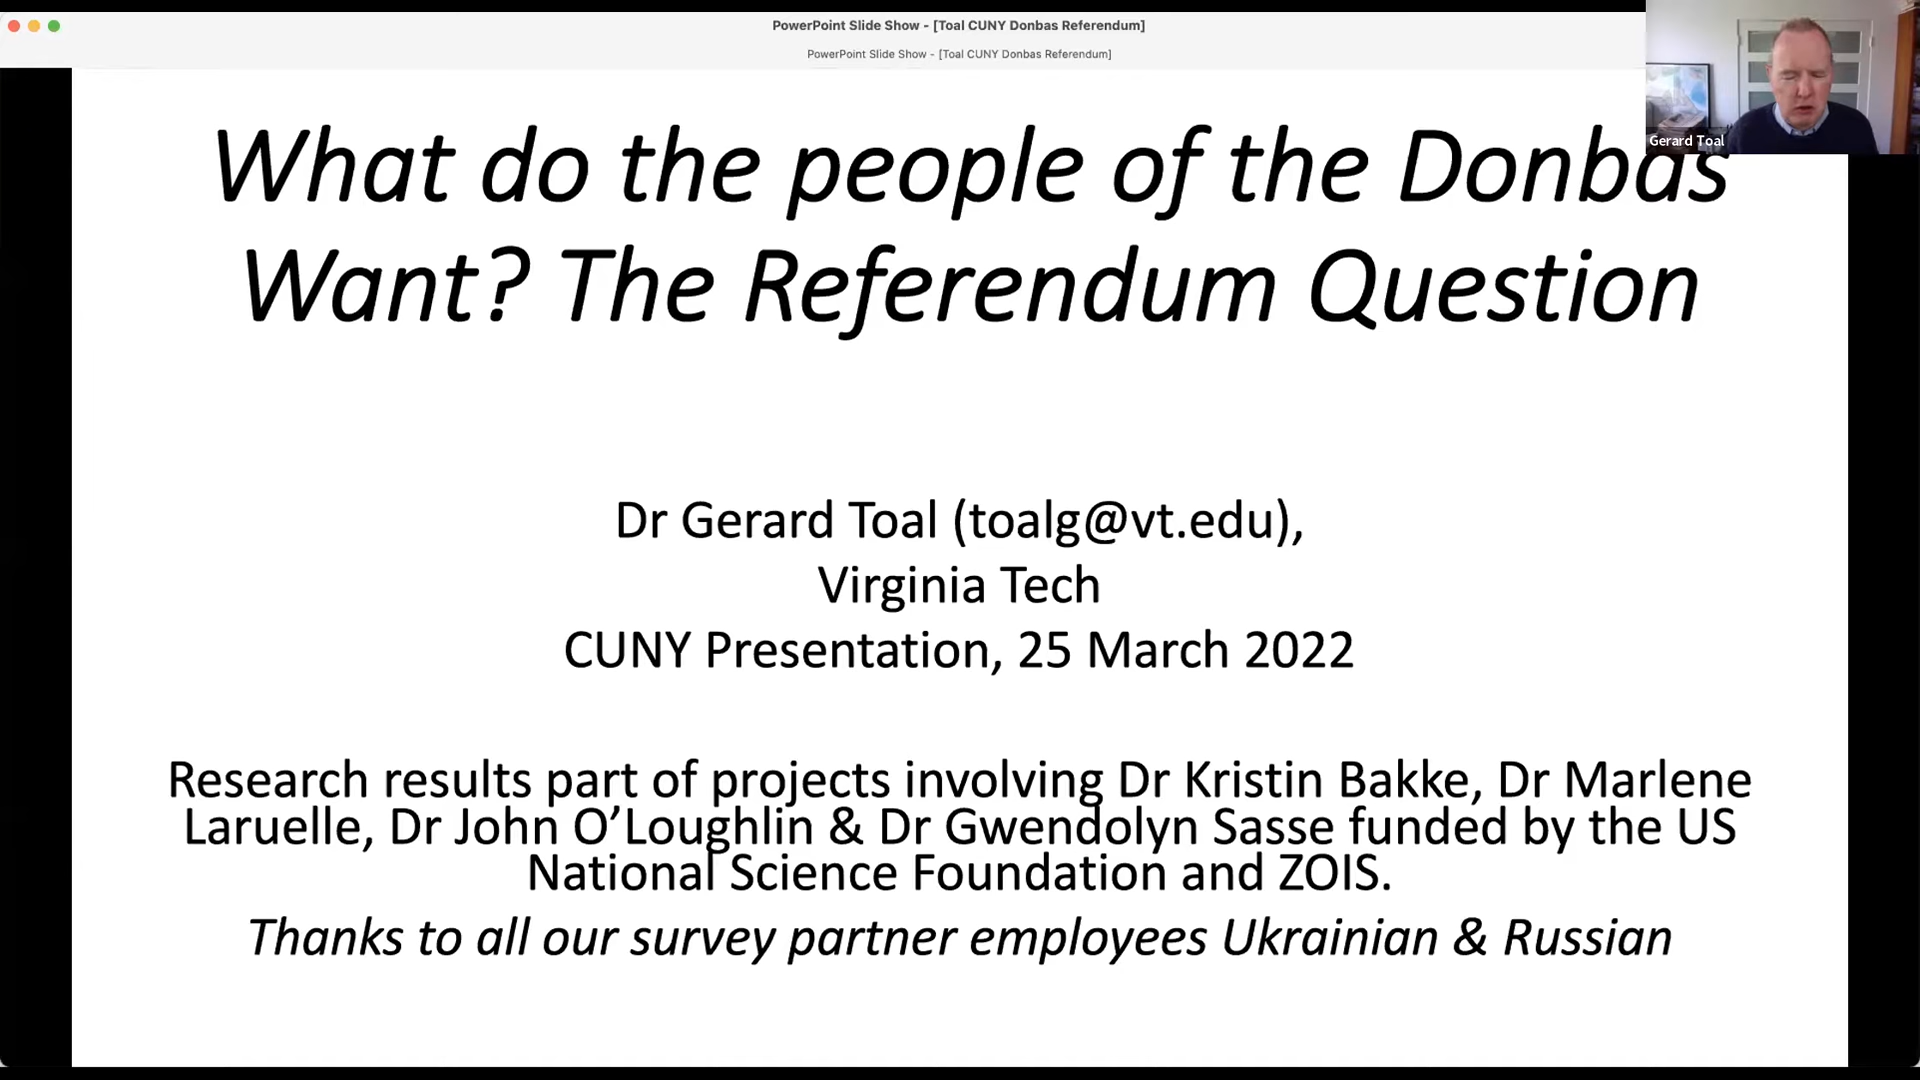 PowerPoint Slide Show - [Toal CUNY Donbas Referendum]
PowerPoint Slide Show - [Toal CUNY Donbas Referendum]
Gerard Toal
What do the people of the Donbas
Want? The Referendum Question
Dr Gerard Toal (toalg@vt.edu),
Virginia Tech
CUNY Presentation, 25 March 2022
Research results part of projects involving Dr Kristin Bakke, Dr Marlene
Laruelle, Dr John O’Loughlin & Dr Gwendolyn Sasse funded by the US
National Science Foundation and ZOIS.
Thanks to all our survey partner employees Ukrainian & Russian